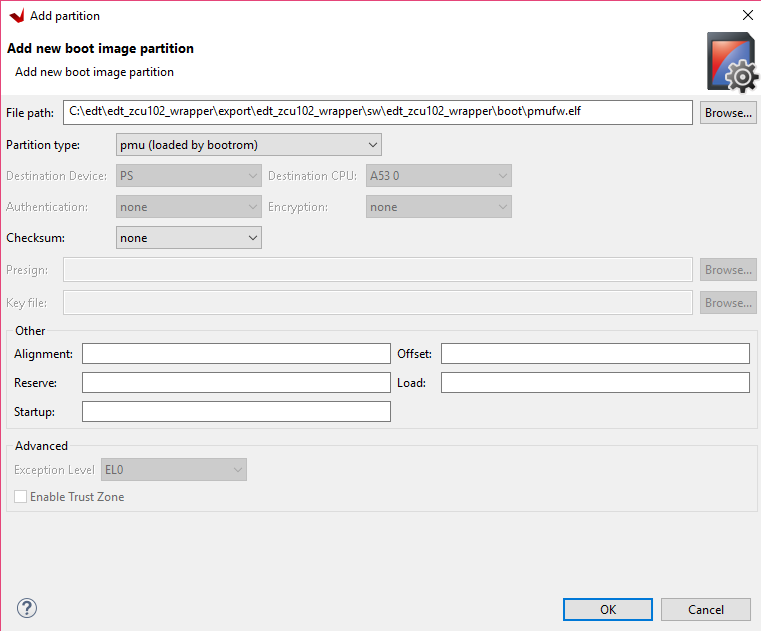 Add partition
Add new boot image partition
Add new boot image partition
File path: C:\edt\edt_zcu102_wrapper\export\edt_zcu102_wrapper\sw\edt_zcu102_wrapper\boot\pmufw.elf Browse...
Partition type: pmu (loaded by bootrom)
Destination Device: PS Destination CPU: A53 0
Authentication: none Encryption: none
Checksum: none
Presign: Browse...
Key file: Browse...
Other
Alignment: Offset:
Reserve: Load:
Startup:
Advanced
Exception Level EL0
Enable Trust Zone
? OK Cancel